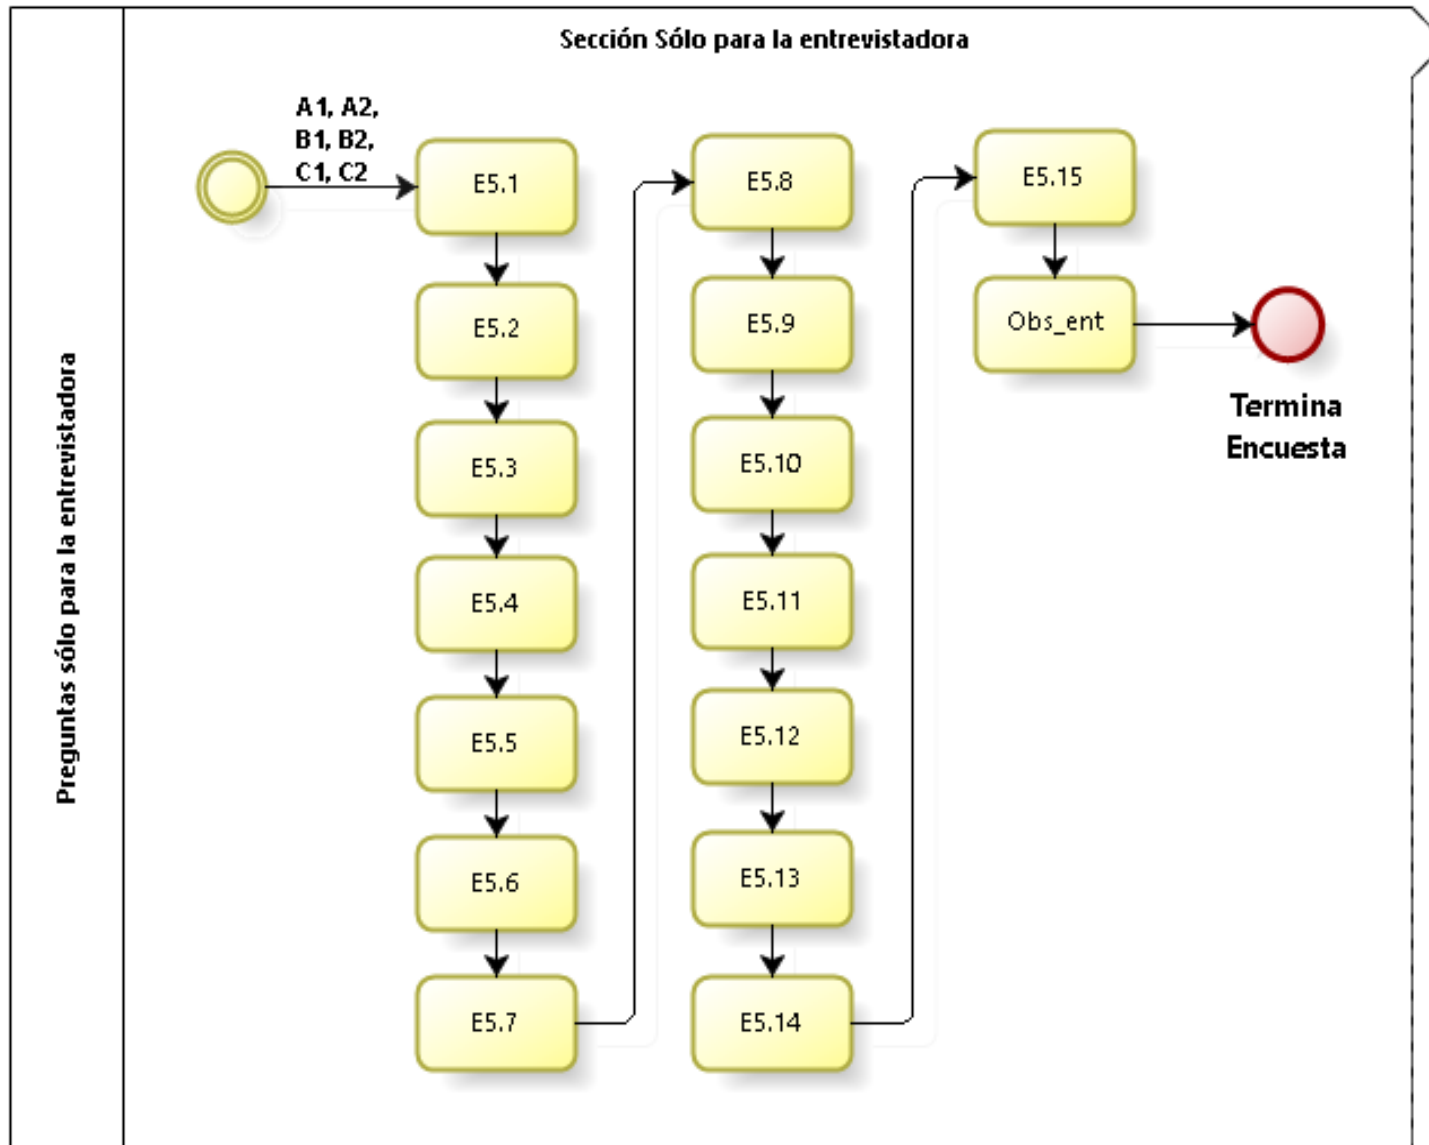 Sección Sólo para la entrevistadora
Preguntas sólo para la entrevistadora
A1, A2,
B1, B2,
C1, C2
E5.1
E5.2
E5.3
E5.4
E5.5
E5.6
E5.7
E5.8
E5.9
E5.10
E5.11
E5.12
E5.13
E5.14
E5.15
Obs_ent
Termina
Encuesta